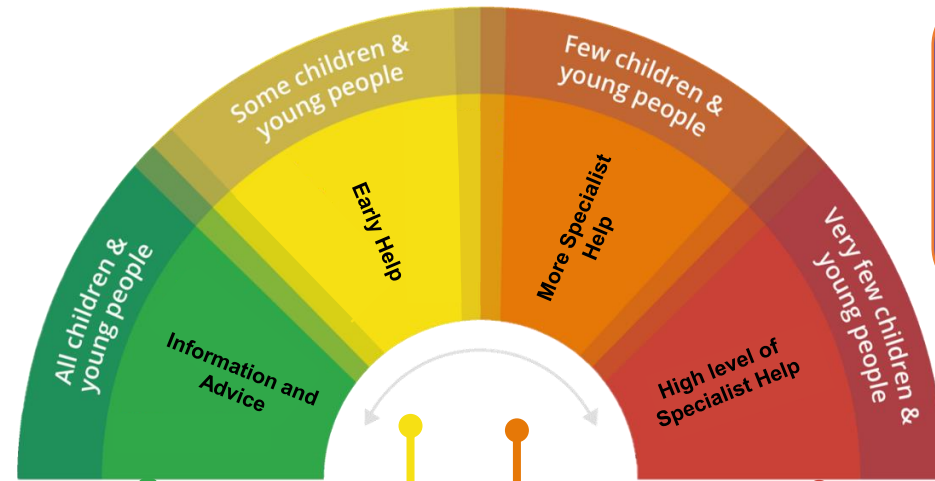 All children &
young people
Information and
Advice
Some children &
young people
Early Help
Few children &
young people
More Specialist
Help
Very few children &
young people
High level of
Specialist Help